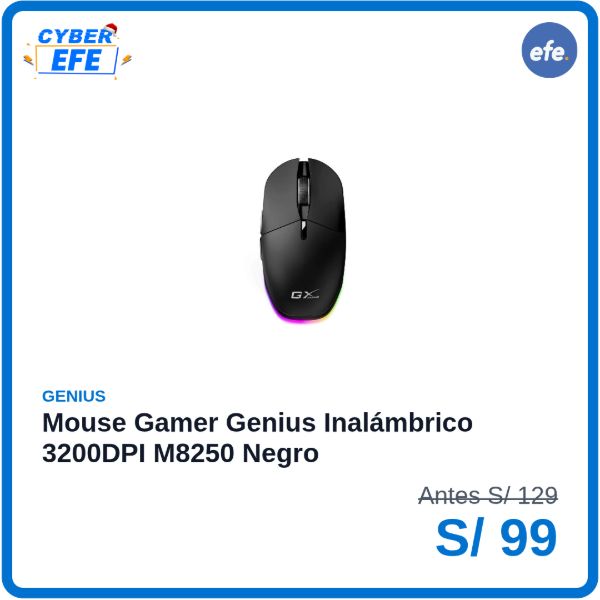 CYBER
EFE
efe.
GX
GENIUS
Mouse Gamer Genius Inalámbrico
3200DPI M8250 Negro
Antes S/ 129
S/ 99